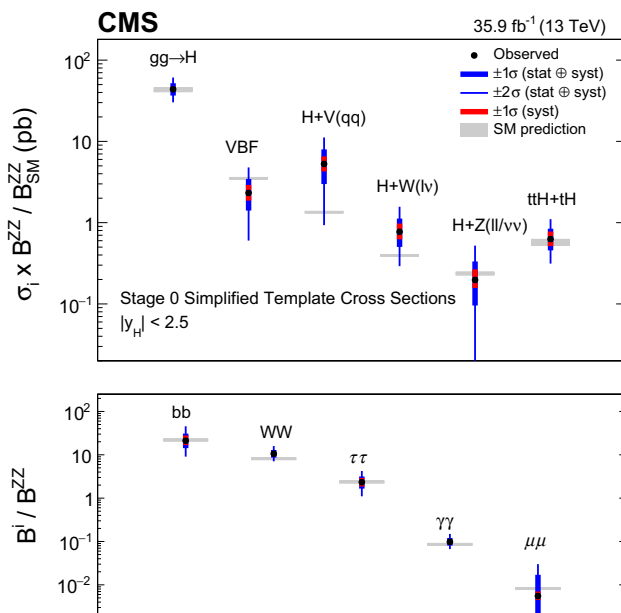 CMS
35.9 fb⁻¹ (13 TeV)
Observed
±1σ (stat ⊕ syst)
±2σ (stat ⊕ syst)
±1σ (syst)
SM prediction
gg→H
VBF
H+V(qq)
H+W(lν)
H+Z(ll/νν)
ttH+tH
σᵢ x B^ZZ / B^ZZ_SM (pb)
10²
10
1
10⁻¹
Stage 0 Simplified Template Cross Sections
|y_H| < 2.5
B^i / B^ZZ
10²
10
1
10⁻¹
10⁻²
bb
WW
ττ
γγ
μμ